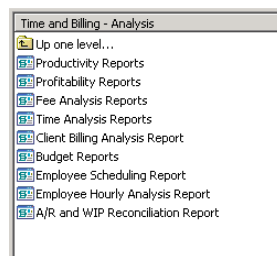 Time and Billing - Analysis
Up one level...
Productivity Reports
Profitability Reports
Fee Analysis Reports
Time Analysis Reports
Client Billing Analysis Report
Budget Reports
Employee Scheduling Report
Employee Hourly Analysis Report
A/R and WIP Reconciliation Report